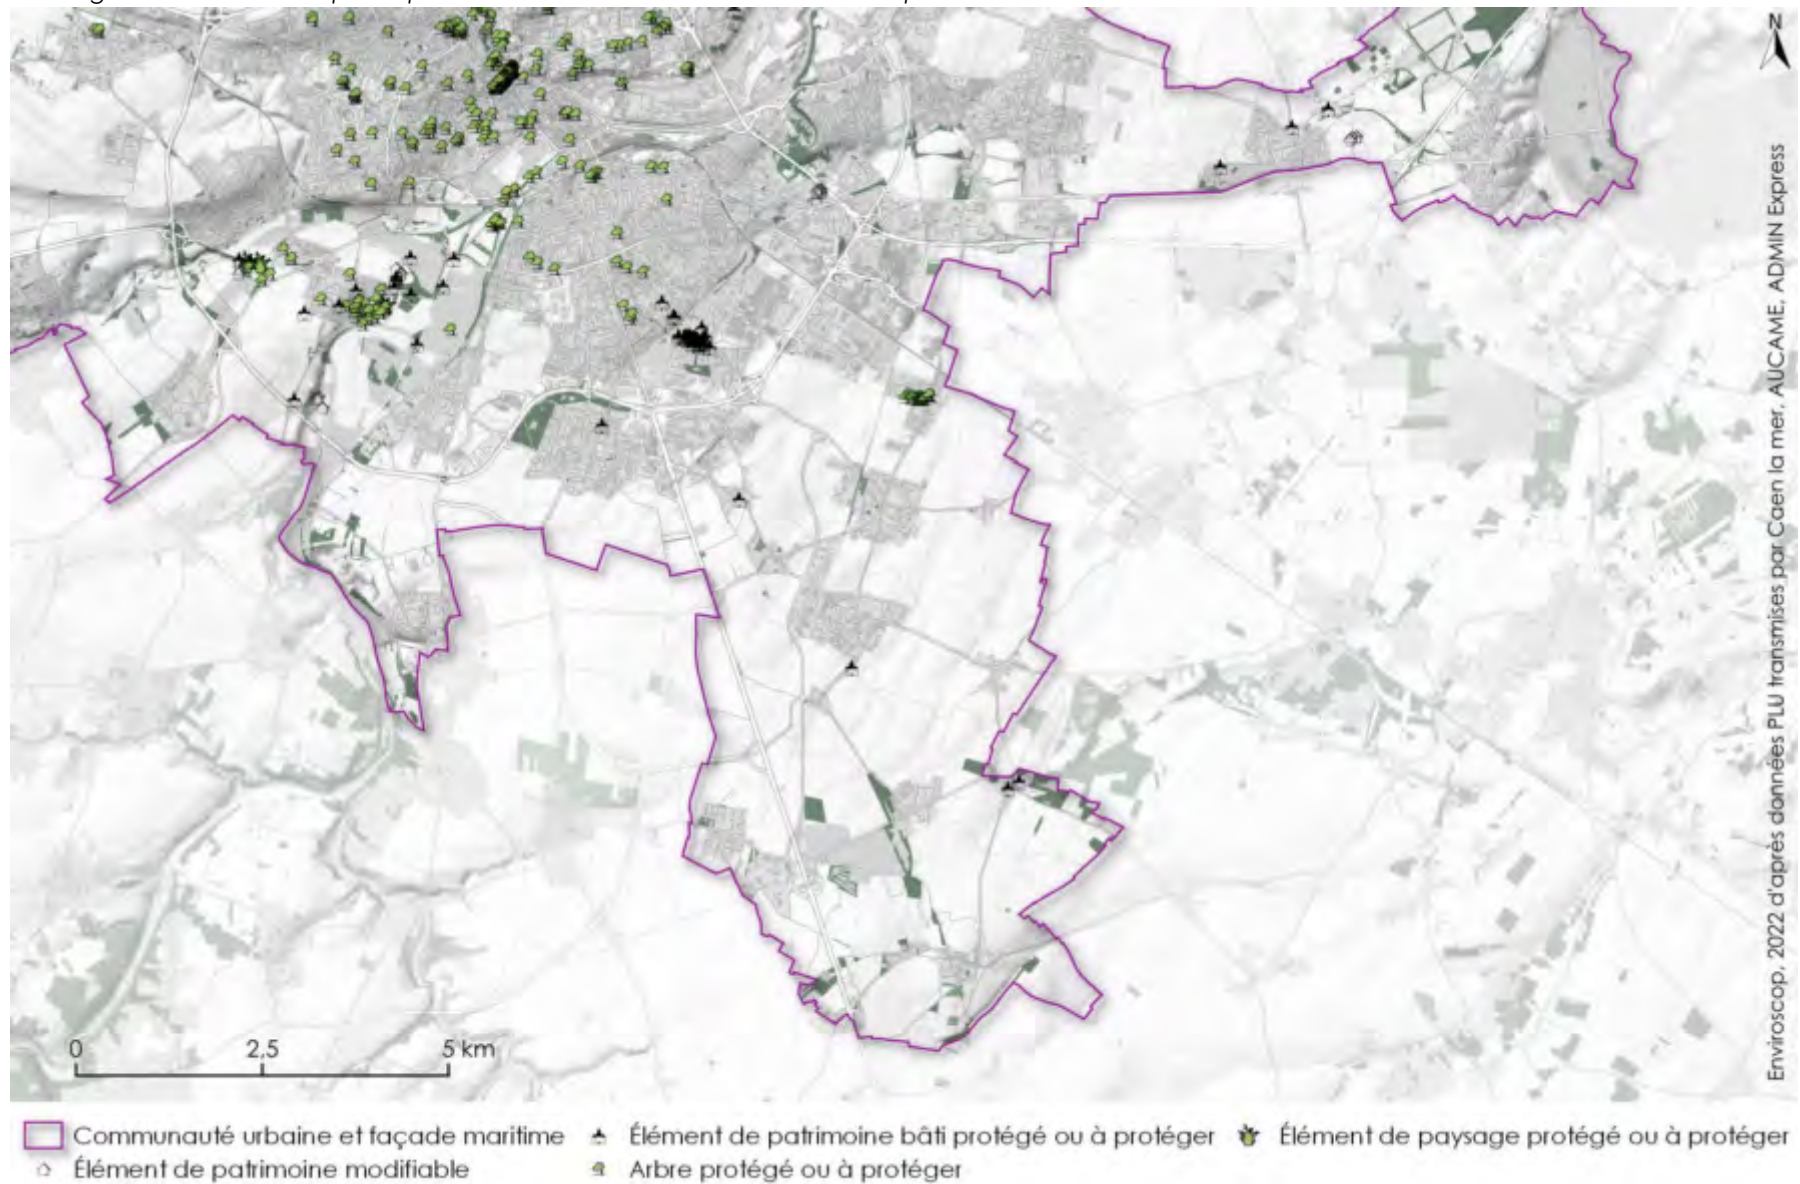 N
Enviroscop, 2022 d'après données PLU transmises par Caen la mer, AUCAME, ADMIN Express
0 2,5 5 km
Communauté urbaine et façade maritime
Élément de patrimoine bâti protégé ou à protéger
Élément de paysage protégé ou à protéger
Élément de patrimoine modifiable
Arbre protégé ou à protéger